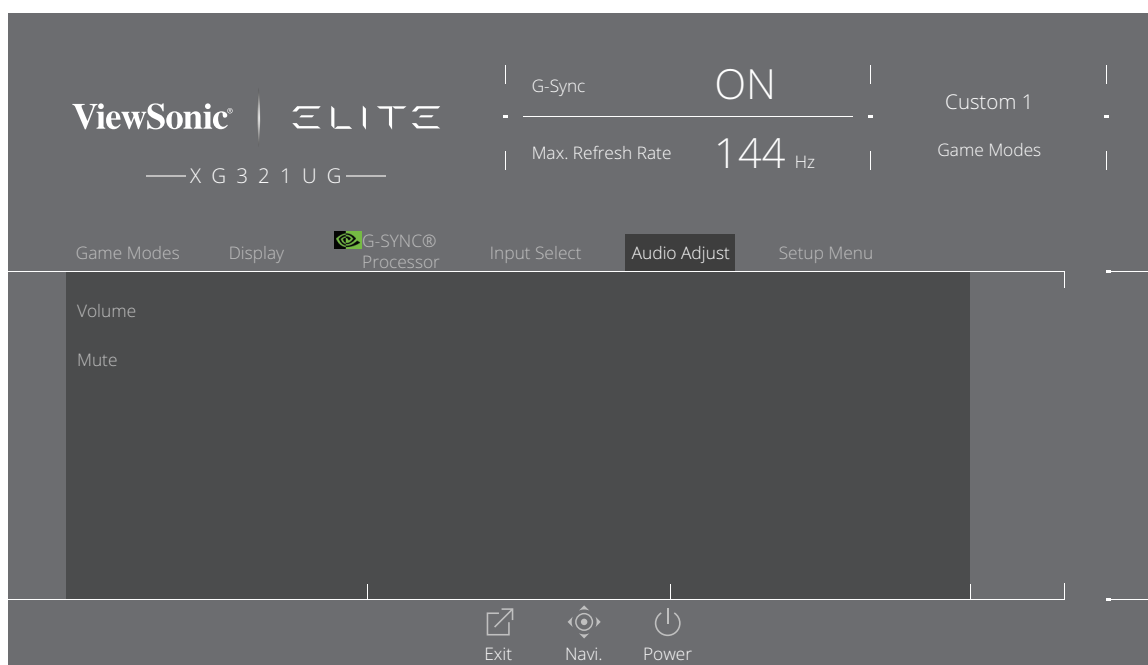 ViewSonic® ELITE
XG321UG
G-Sync ON
Max. Refresh Rate 144 Hz
Custom 1
Game Modes
Game Modes
Display
G-SYNC®
Processor
Input Select
Audio Adjust
Setup Menu
Volume
Mute
Exit
Navi.
Power